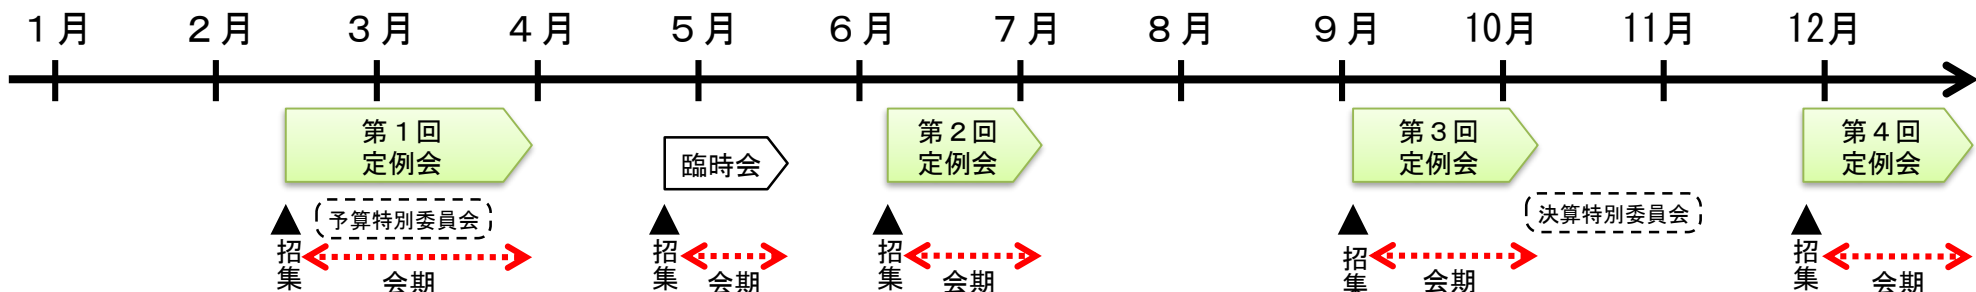 1月 2月 3月 4月 5月 6月 7月 8月 9月 10月 11月 12月
第1回
定例会
臨時会
第2回
定例会
第3回
定例会
第4回
定例会
予算特別委員会
決算特別委員会
招集
会期
招集
会期
招集
会期
招集
会期
招集
会期